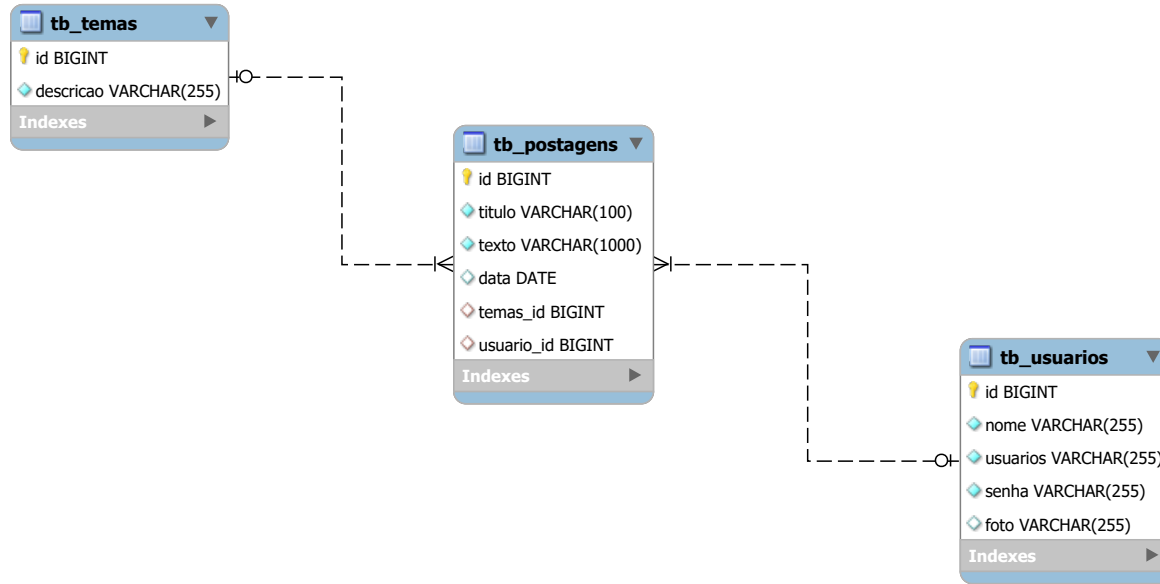 tb_temas
id BIGINT
descricao VARCHAR(255)
Indexes
tb_postagens
id BIGINT
titulo VARCHAR(100)
texto VARCHAR(1000)
data DATE
temas_id BIGINT
usuario_id BIGINT
Indexes
tb_usuarios
id BIGINT
nome VARCHAR(255)
usuarios VARCHAR(255)
senha VARCHAR(255)
foto VARCHAR(255)
Indexes